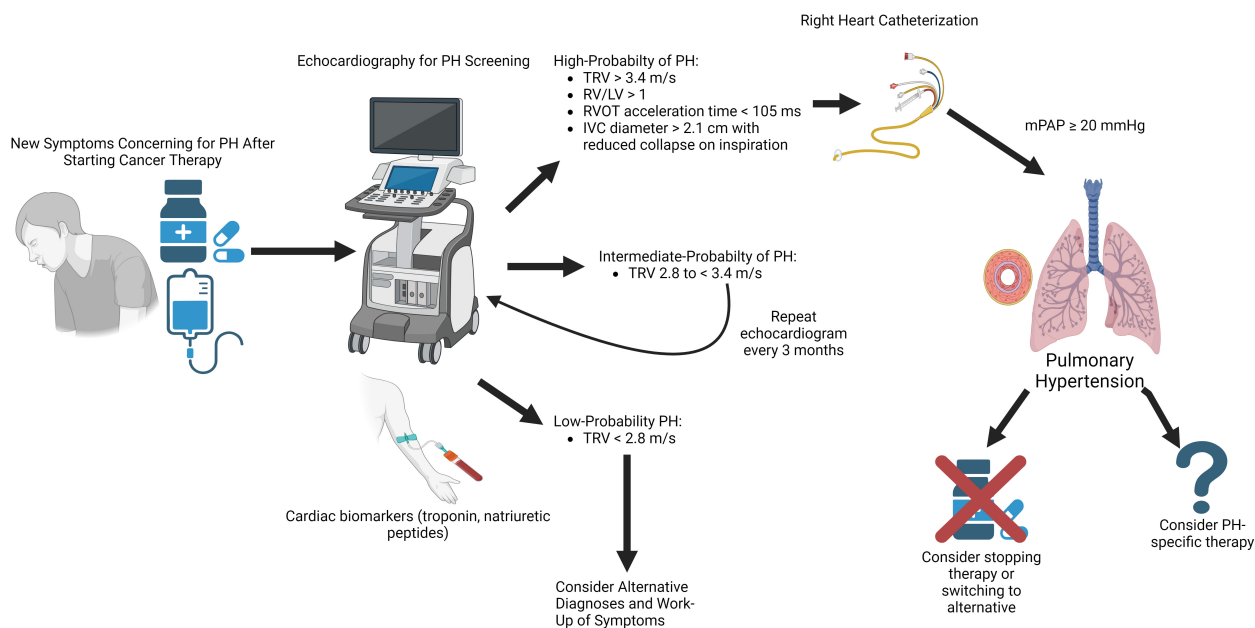 New Symptoms Concerning for PH After
Starting Cancer Therapy
Echocardiography for PH Screening
Cardiac biomarkers (troponin, natriuretic
peptides)
High-Probabilty of PH:
• TRV > 3.4 m/s
• RV/LV > 1
• RVOT acceleration time < 105 ms
• IVC diameter > 2.1 cm with
reduced collapse on inspiration
Intermediate-Probabilty of PH:
• TRV 2.8 to < 3.4 m/s
Repeat
echocardiogram
every 3 months
Low-Probability PH:
• TRV < 2.8 m/s
Consider Alternative
Diagnoses and Work-
Up of Symptoms
Right Heart Catheterization
mPAP ≥ 20 mmHg
Pulmonary
Hypertension
Consider stopping
therapy or
switching to
alternative
Consider PH-
specific therapy